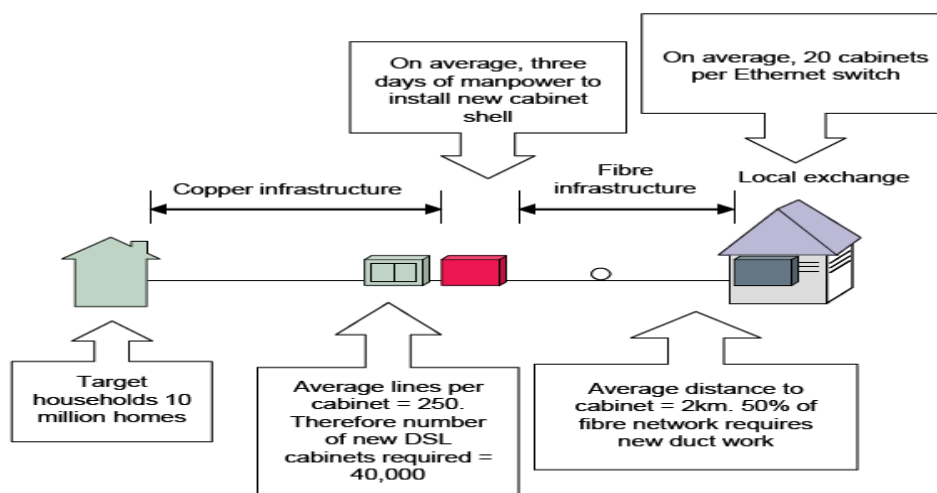 On average, three
days of manpower to
install new cabinet
shell
On average, 20 cabinets
per Ethernet switch
Copper infrastructure
Fibre
infrastructure
Local exchange
Target
households 10
million homes
Average lines per
cabinet = 250.
Therefore number
of new DSL
cabinets required =
40,000
Average distance to
cabinet = 2km. 50% of
fibre network requires
new duct work